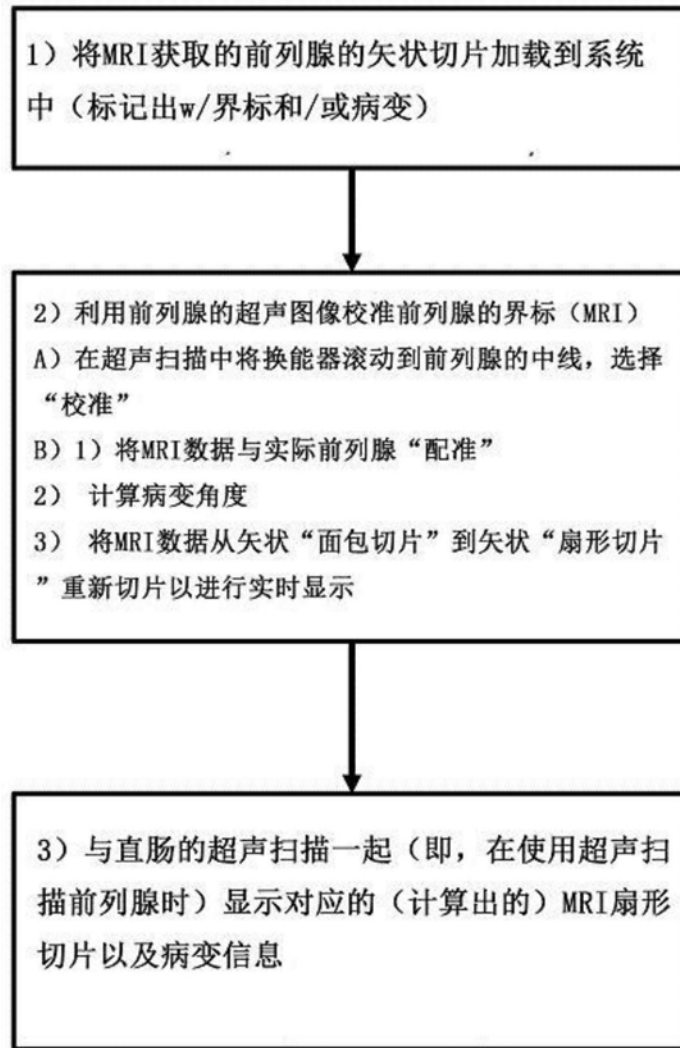 1）将MRI获取的前列腺的矢状切片加载到系统
中（标记出w/界标和/或病变）
2）利用前列腺的超声图像校准前列腺的界标（MRI）
A）在超声扫描中将换能器滚动到前列腺的中线，选择
“校准”
B）1）将MRI数据与实际前列腺“配准”
2） 计算病变角度
3） 将MRI数据从矢状“面包切片”到矢状“扇形切片
”重新切片以进行实时显示
3）与直肠的超声扫描一起（即，在使用超声扫
描前列腺时）显示对应的（计算出的）MRI扇形
切片以及病变信息